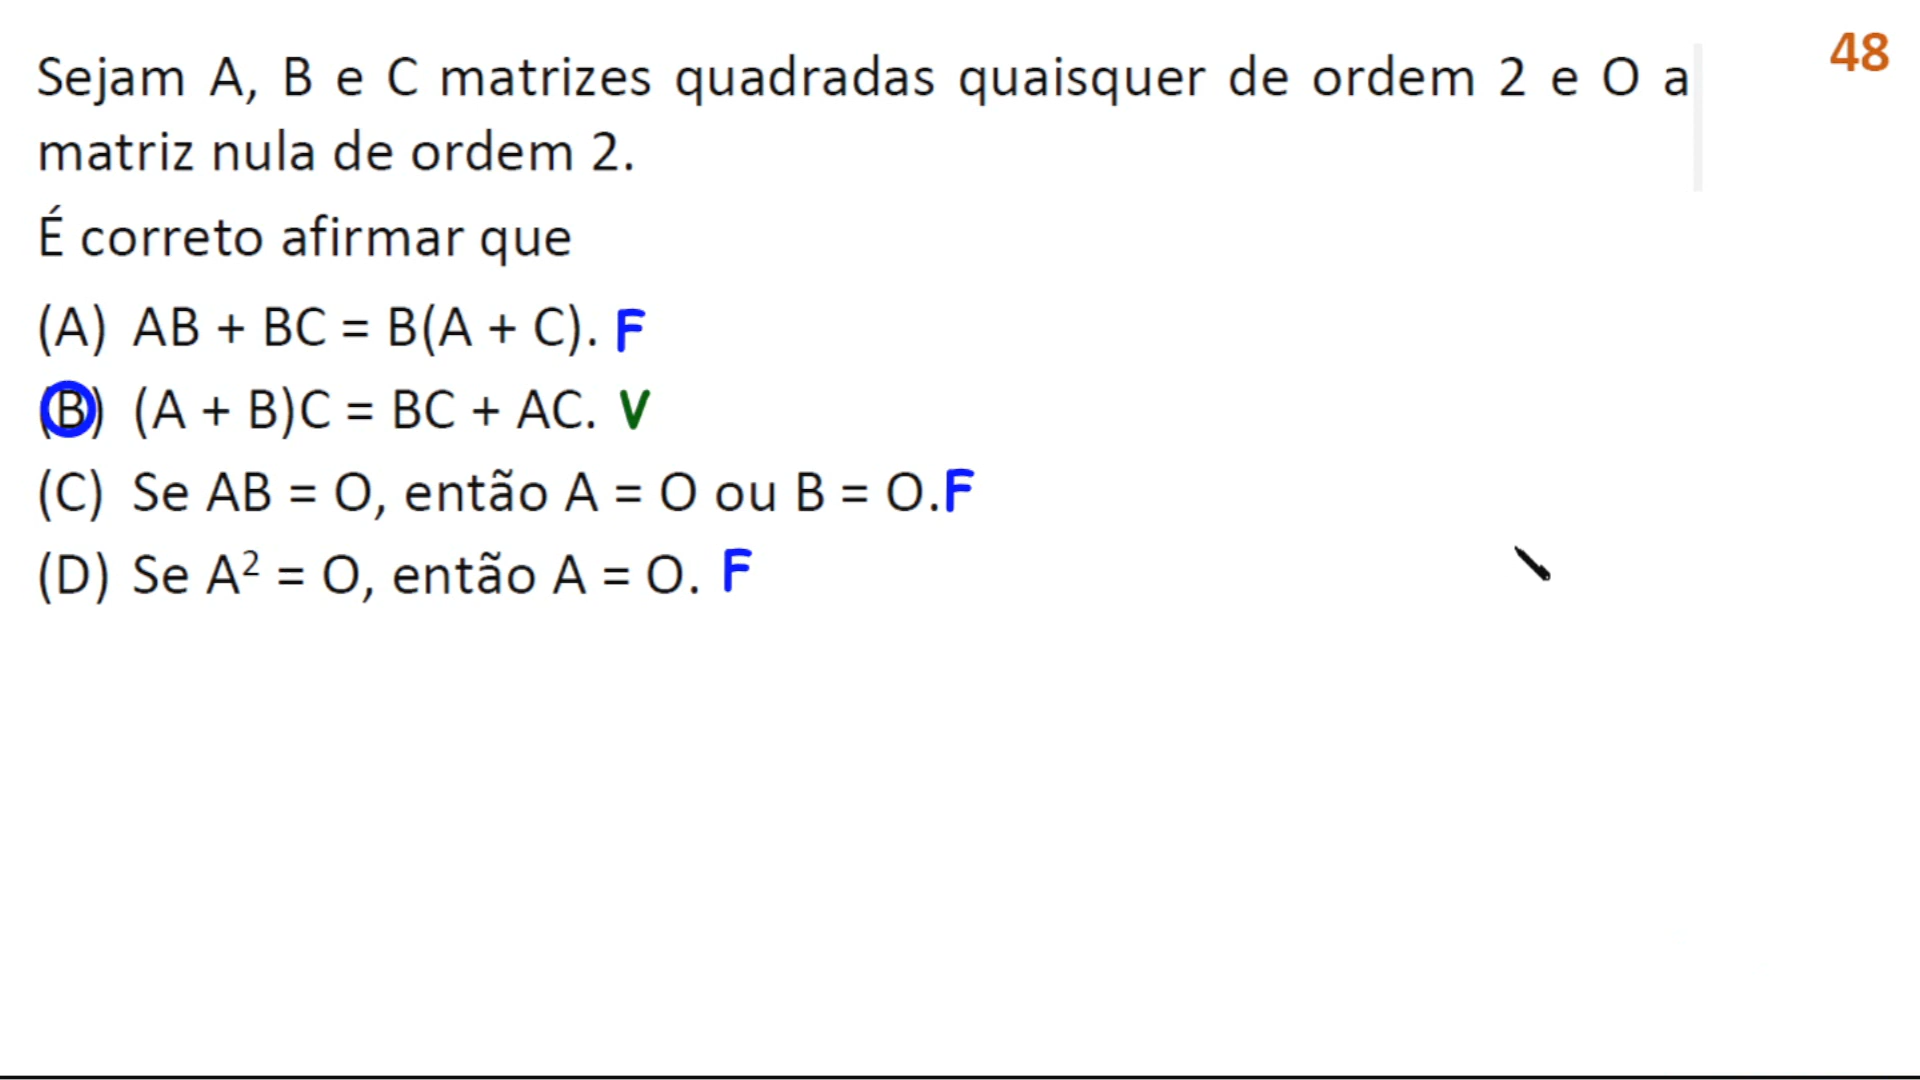 48
Sejam A, B e C matrizes quadradas quaisquer de ordem 2 e O a
matriz nula de ordem 2.
É correto afirmar que
(A) AB + BC = B(A + C). F
(B) (A + B)C = BC + AC. V
(C) Se AB = O, então A = O ou B = O. F
(D) Se A² = O, então A = O. F